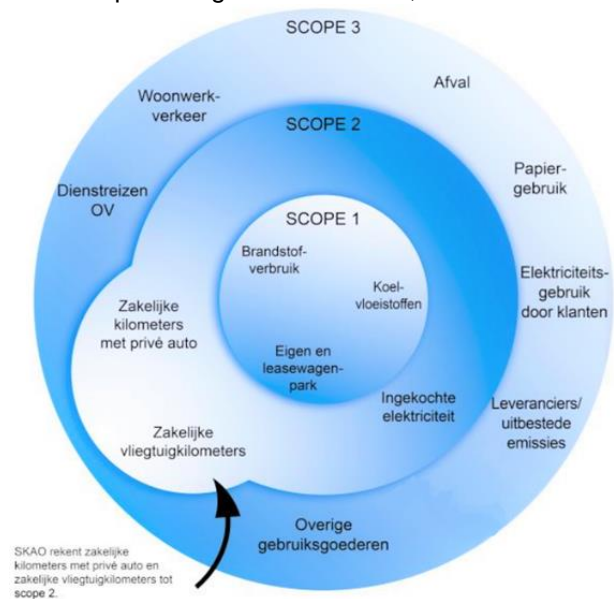 SCOPE 3
Afval
Woonwerk-
verkeer
SCOPE 2
Papier-
gebruik
Dienstreizen
OV
SCOPE 1
Brandstof-
verbruik
Koel-
vloeistoffen
Elektriciteits-
gebruik
door klanten
Zakelijke
kilometers
met privé auto
Eigen en
leasewagen-
park
Ingekochte
elektriciteit
Leveranciers/
uitbestede
emissies
Zakelijke
vliegtuigkilometers
Overige
gebruiksgoederen
SKAO rekent zakelijke
kilometers met privé auto en
zakelijke vliegtuigkilometers tot
scope 2.